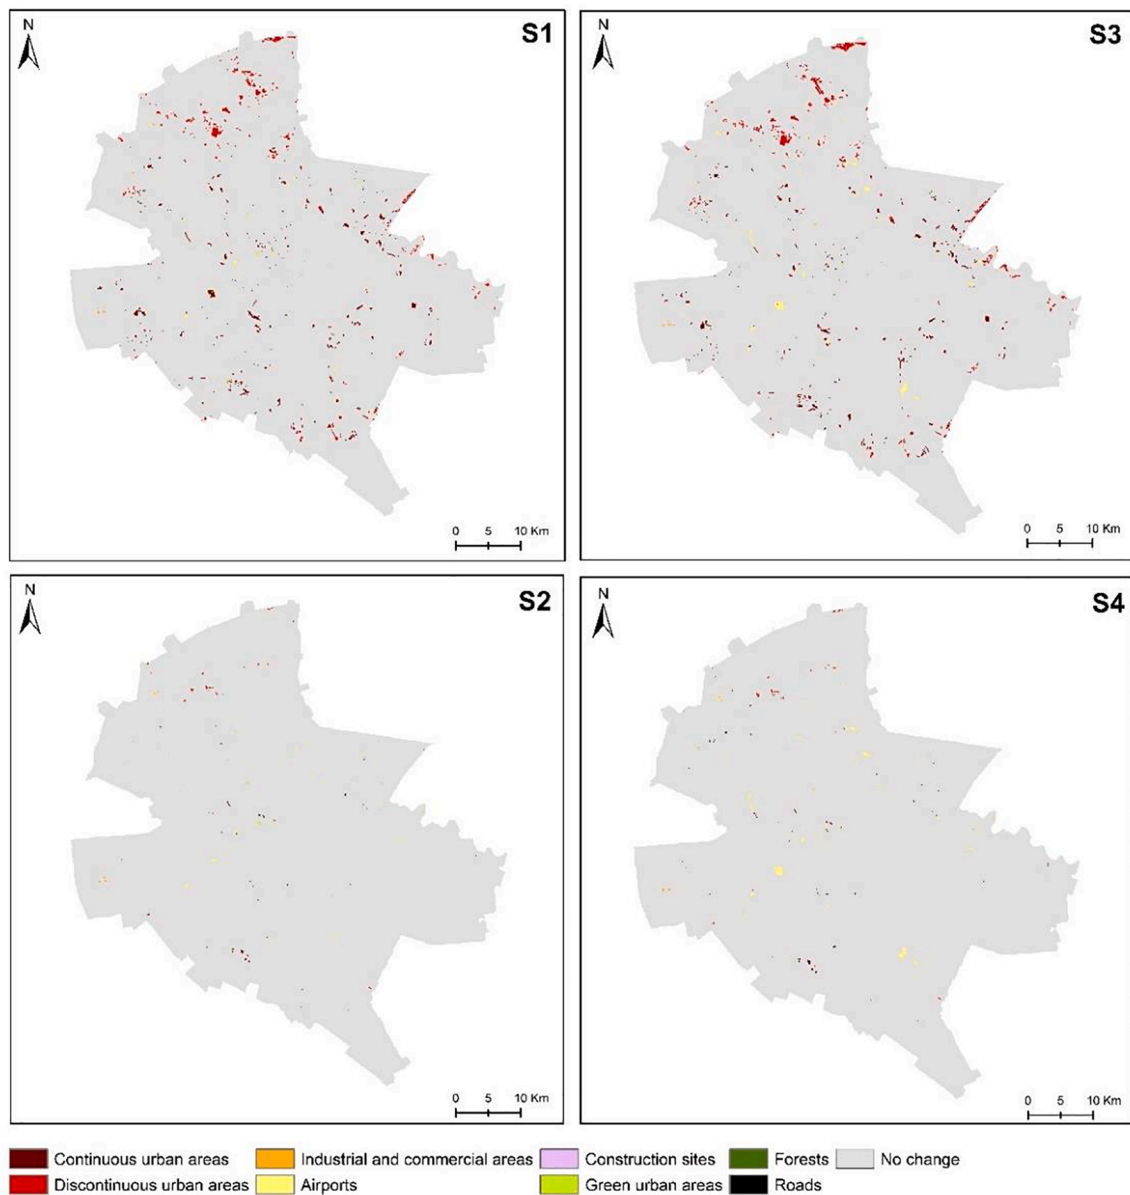 N
S1
0 5 10 Km
N
S3
0 5 10 Km
N
S2
0 5 10 Km
N
S4
0 5 10 Km
Continuous urban areas
Industrial and commercial areas
Construction sites
Forests
No change
Discontinuous urban areas
Airports
Green urban areas
Roads